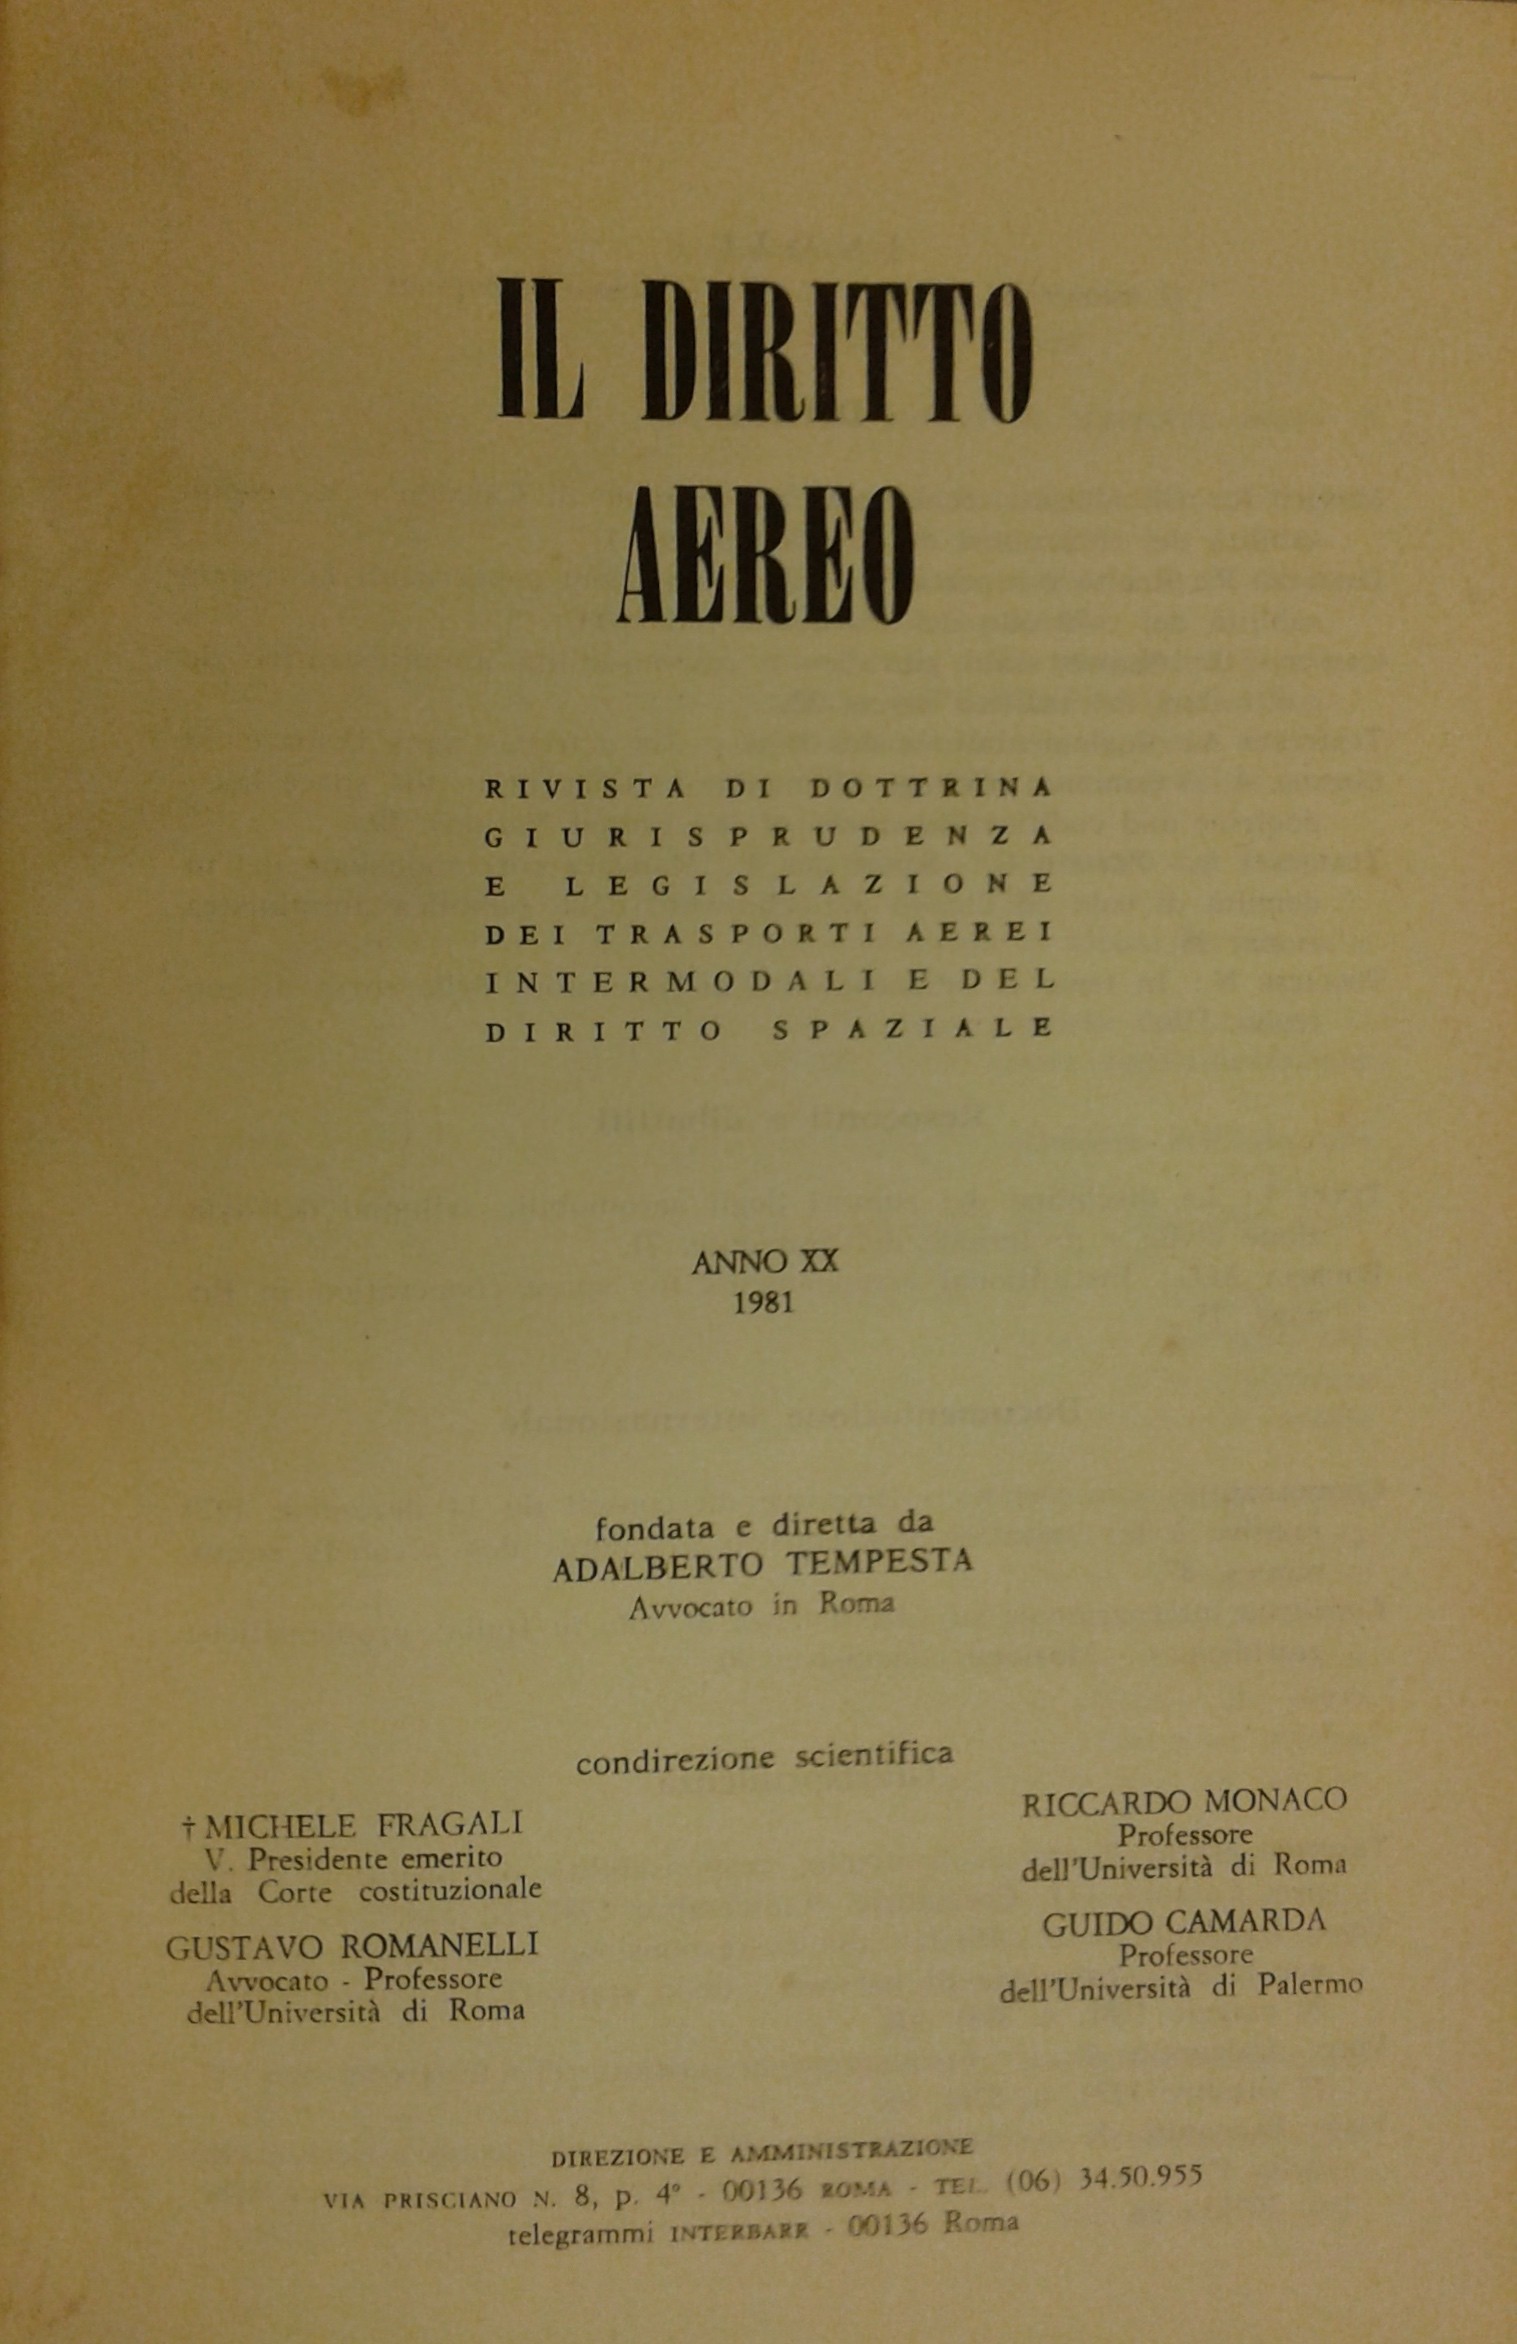 IL DIRITTO
AEREO
RIVISTA DI DOTTRINA
GIURISPRUDENZA
E LEGISLAZIONE
DEI TRASPORTI AEREI
INTERMODALI E DEL
DIRITTO SPAZIALE
ANNO XX
1981
fondata e diretta da
ADALBERTO TEMPESTA
Avvocato in Roma
condirezione scientifica
† MICHELE FRAGALI
V. Presidente emerito
della Corte costituzionale
GUSTAVO ROMANELLI
Avvocato - Professore
dell'Università di Roma
RICCARDO MONACO
Professore
dell'Università di Roma
GUIDO CAMARDA
Professore
dell'Università di Palermo
DIREZIONE E AMMINISTRAZIONE
VIA PRISCIANO N. 8, p. 4° - 00136 ROMA - TEL. (06) 34.50.955
telegrammi INTERBARR - 00136 Roma